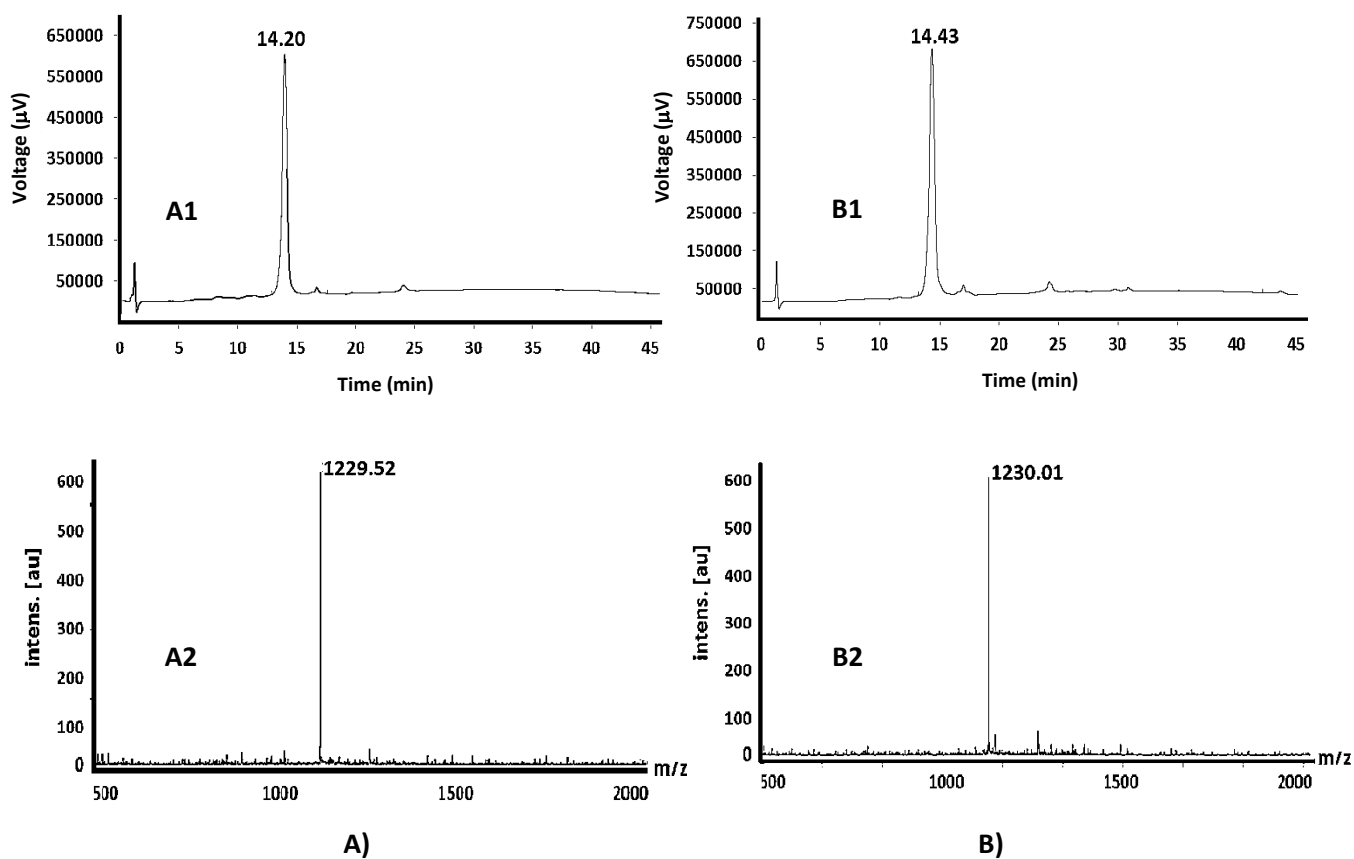 14.20
650000
550000
450000
350000
250000
150000
50000
Voltage (µV)
A1
0 5 10 15 20 25 30 35 40 45
Time (min)
14.43
750000
650000
550000
450000
350000
250000
150000
50000
Voltage (µV)
B1
0 5 10 15 20 25 30 35 40 45
Time (min)
1229.52
600
500
400
300
200
100
0
intens. [au]
A2
m/z
500 1000 1500 2000
A)
1230.01
600
500
400
300
200
100
0
intens. [au]
B2
m/z
500 1000 1500 2000
B)